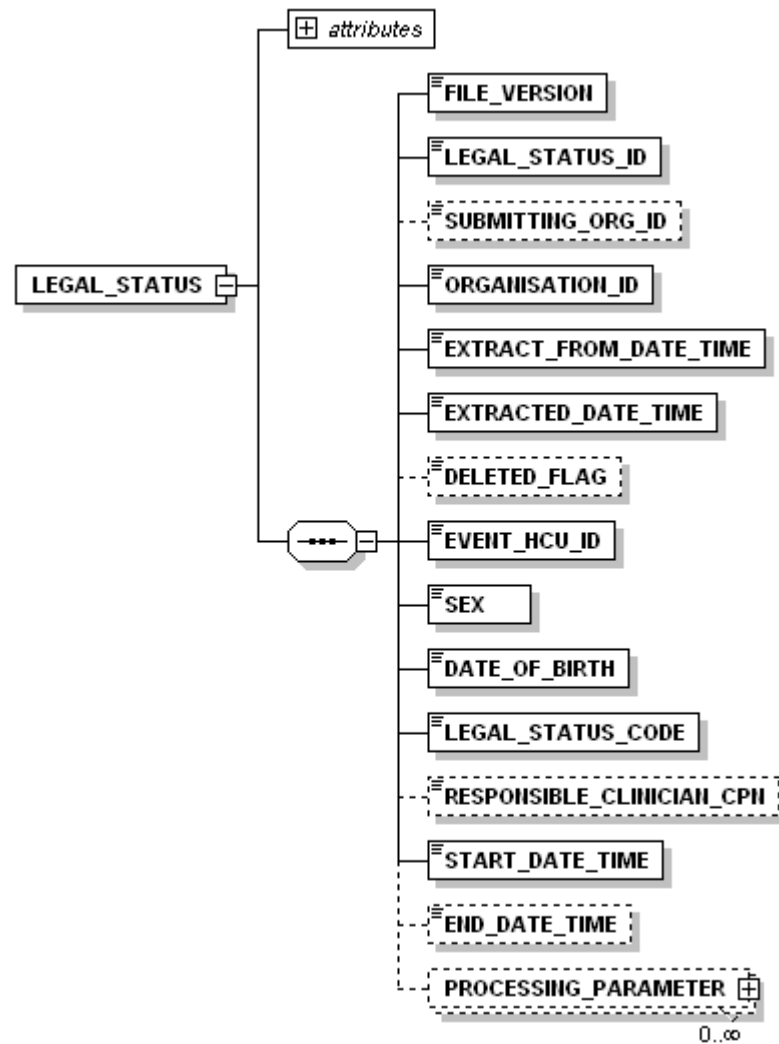 attributes
FILE_VERSION
LEGAL_STATUS_ID
SUBMITTING_ORG_ID
LEGAL_STATUS
ORGANISATION_ID
EXTRACT_FROM_DATE_TIME
EXTRACTED_DATE_TIME
DELETED_FLAG
EVENT_HCU_ID
SEX
DATE_OF_BIRTH
LEGAL_STATUS_CODE
RESPONSIBLE_CLINICIAN_CPN
START_DATE_TIME
END_DATE_TIME
PROCESSING_PARAMETER
0..∞